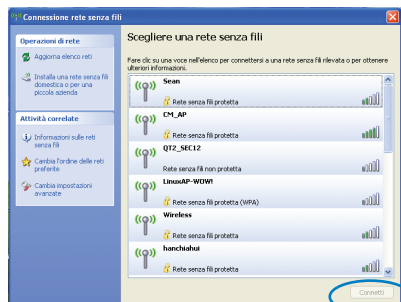 Connessione rete senza fili
Operazioni di rete
Aggiorna elenco reti
Installa una rete senza fili
domestica o per una
piccola azienda
Attività correlate
Informazioni sulle reti
senza fili
Cambia l'ordine delle reti
preferite
Cambia impostazioni
avanzate
Scegliere una rete senza fili
Fare clic su una voce nell'elenco per connettersi a una rete senza fili rilevata o per ottenere
ulteriori informazioni.
Sean
Rete senza fili protetta
CM_AP
Rete senza fili protetta
QT2_SEC12
Rete senza fili non protetta
LinuxAP-WOW!
Rete senza fili protetta (WPA)
Wireless
Rete senza fili protetta
hanchiahui
Rete senza fili protetta
Connetti